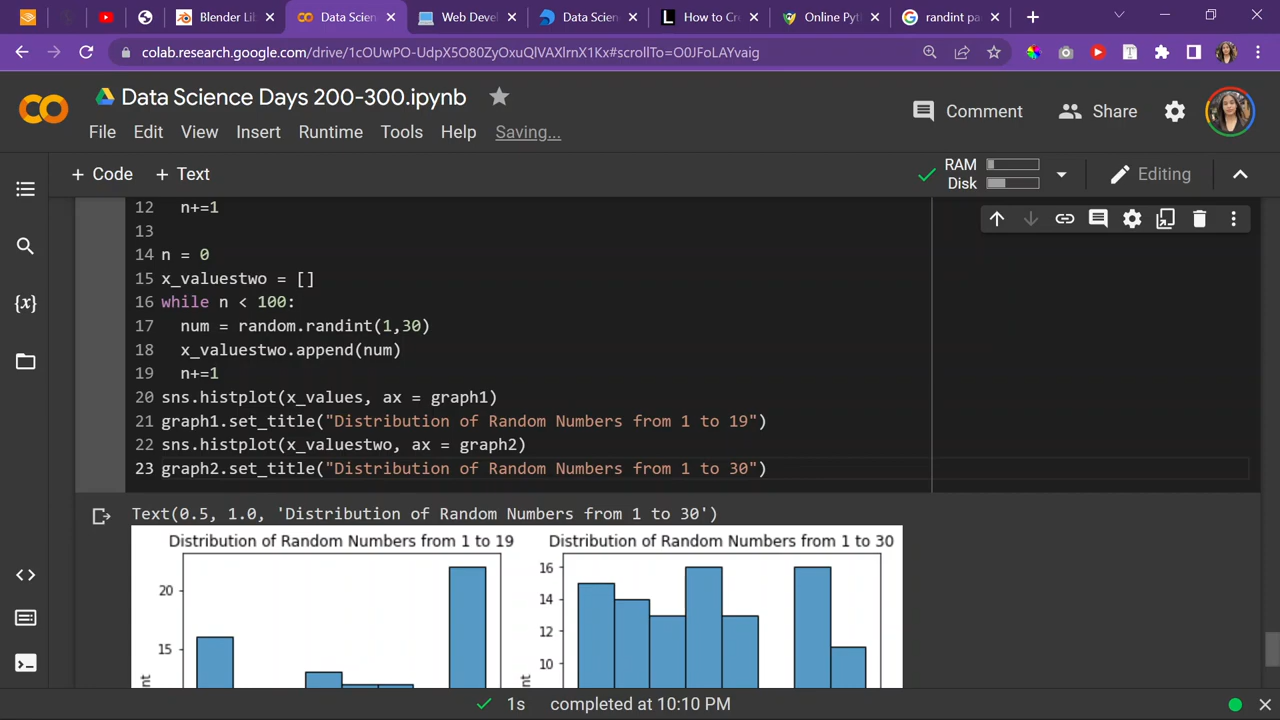 Blender Lib
Data Scien
Web Devel
Data Scien
How to Cre
Online Pyt
randint pa
colab.research.google.com/drive/1cOUwPO-UdpX5O80ZyOxuQlVAXlrnX1Kx#scrollTo=O0JFoLAYvaig
Data Science Days 200-300.ipynb
Comment
Share
File Edit View Insert Runtime Tools Help Saving...
+ Code + Text
RAM
Disk
Editing
12 n+=1
13
14 n = 0
15 x_valuestwo = []
16 while n < 100:
17 num = random.randint(1,30)
18 x_valuestwo.append(num)
19 n+=1
20 sns.histplot(x_values, ax = graph1)
21 graph1.set_title("Distribution of Random Numbers from 1 to 19")
22 sns.histplot(x_valuestwo, ax = graph2)
23 graph2.set_title("Distribution of Random Numbers from 1 to 30")
Text(0.5, 1.0, 'Distribution of Random Numbers from 1 to 30')
Distribution of Random Numbers from 1 to 19
Distribution of Random Numbers from 1 to 30
20
15
16
14
12
10
1s completed at 10:10 PM